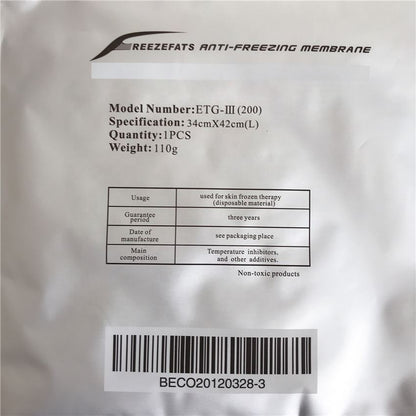 FREEZEFATS ANTI-FREEZING MEMBRANE
Model Number:ETG-III(200)
Specification: 34cmX42cm(L)
Quantity:1PCS
Weight: 110g
Usage used for skin frozen therapy
(disposable material)
Guarantee
period three years
Date of
manufacture see packaging place
Main
composition Temperature inhibitors,
and other additives.
Non-toxic products
BECO20120328-3